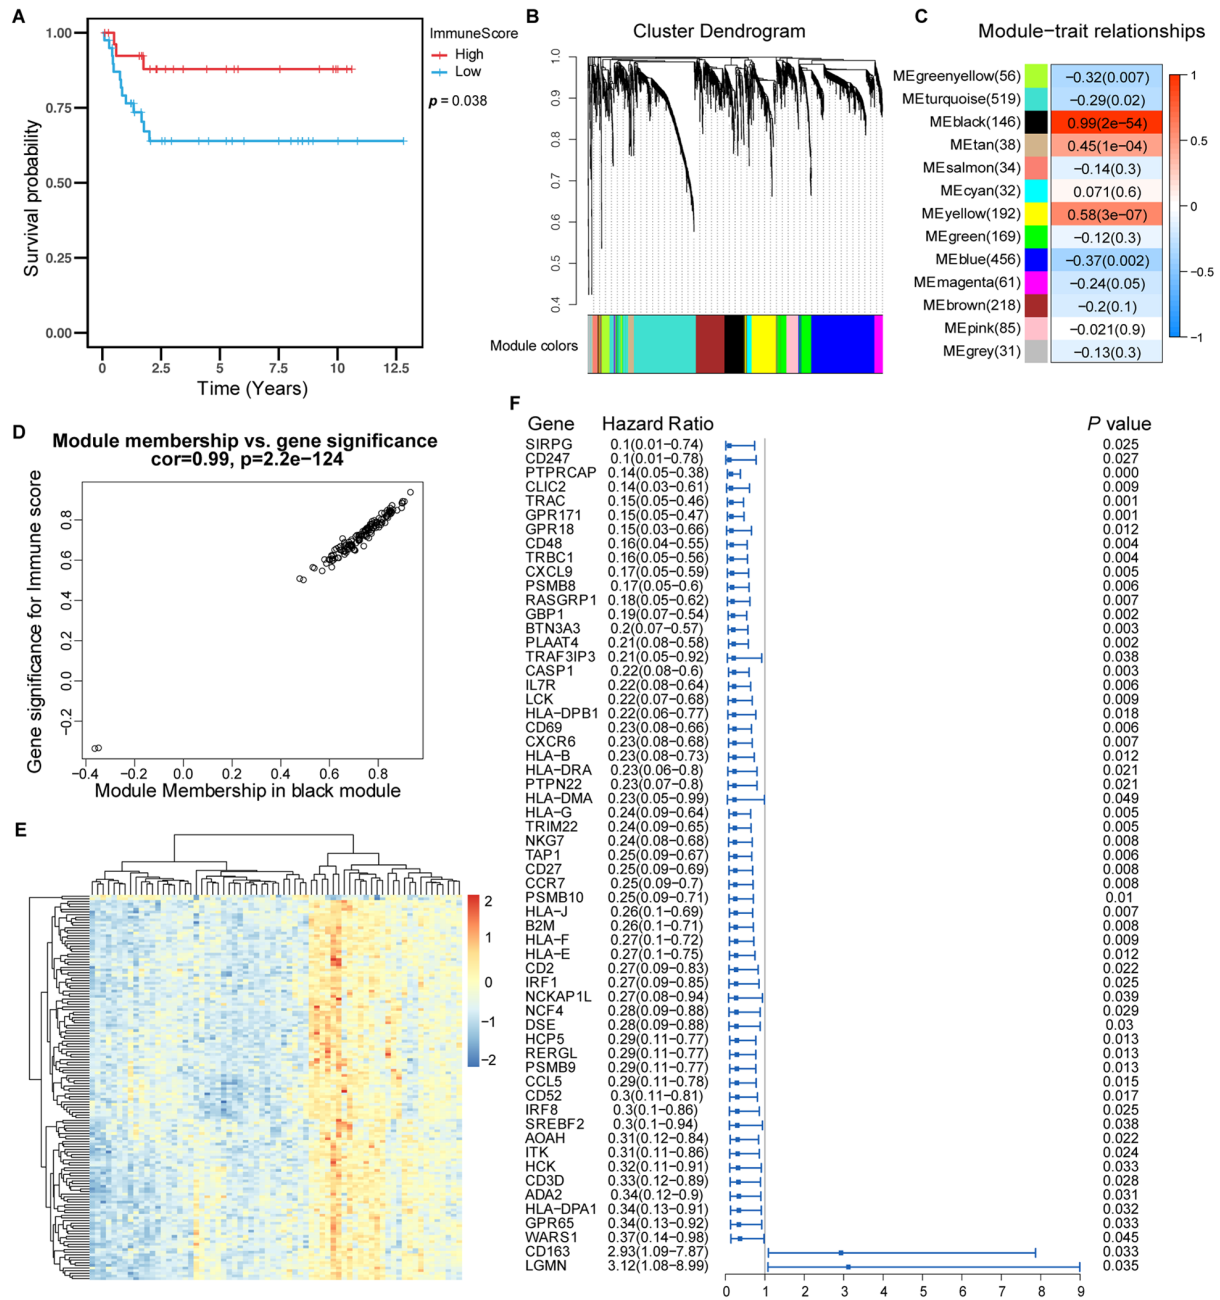 A
ImmuneScore
High
Low
p = 0.038
Survival probability
1.00
0.75
0.50
0.25
0.00
0 2.5 5 7.5 10 12.5
Time (Years)
B
Cluster Dendrogram
1.0
0.9
0.8
0.7
0.6
0.5
0.4
Module colors
C
Module−trait relationships
MEgreenyellow(56) −0.32(0.007)
MEturquoise(519) −0.29(0.02)
MEblack(146) 0.99(2e−54)
MEtan(38) 0.45(1e−04)
MEsalmon(34) −0.14(0.3)
MEcyan(32) 0.071(0.6)
MEyellow(192) 0.58(3e−07)
MEgreen(169) −0.12(0.3)
MEblue(456) −0.37(0.002)
MEmagenta(61) −0.24(0.05)
MEbrown(218) −0.2(0.1)
MEpink(85) −0.021(0.9)
MEgrey(31) −0.13(0.3)
1
0.5
0
−0.5
−1
D
Module membership vs. gene significance
cor=0.99, p=2.2e−124
Gene significance for Immune score
0.8
0.6
0.4
0.2
0.0
−0.2
−0.4 −0.2 0.0 0.2 0.4 0.6 0.8
Module Membership in black module
E
2
1
0
−1
−2
F
Gene Hazard Ratio P value
SIRPG 0.1(0.01−0.74) 0.025
CD247 0.1(0.01−0.78) 0.027
PTPRCAP 0.14(0.05−0.38) 0.000
CLIC2 0.14(0.03−0.61) 0.009
TRAC 0.15(0.05−0.46) 0.001
GPR171 0.15(0.05−0.47) 0.001
GPR18 0.15(0.03−0.66) 0.012
CD48 0.16(0.04−0.55) 0.004
TRBC1 0.16(0.05−0.56) 0.004
CXCL9 0.17(0.05−0.59) 0.005
PSMB8 0.17(0.05−0.6) 0.006
RASGRP1 0.18(0.05−0.62) 0.007
GBP1 0.19(0.07−0.54) 0.002
BTN3A3 0.2(0.07−0.57) 0.003
PLAAT4 0.21(0.08−0.58) 0.002
TRAF3IP3 0.21(0.05−0.92) 0.038
CASP1 0.22(0.08−0.6) 0.003
IL7R 0.22(0.08−0.64) 0.006
LCK 0.22(0.07−0.68) 0.009
HLA−DPB1 0.22(0.06−0.77) 0.018
CD69 0.23(0.08−0.66) 0.006
CXCR6 0.23(0.08−0.68) 0.007
HLA−B 0.23(0.08−0.73) 0.012
HLA−DRA 0.23(0.06−0.8) 0.021
PTPN22 0.23(0.07−0.8) 0.021
HLA−DMA 0.23(0.05−0.99) 0.049
HLA−G 0.24(0.09−0.64) 0.005
TRIM22 0.24(0.09−0.65) 0.005
NKG7 0.24(0.08−0.68) 0.008
TAP1 0.25(0.09−0.67) 0.006
CD27 0.25(0.09−0.69) 0.008
CCR7 0.25(0.09−0.7) 0.008
PSMB10 0.25(0.09−0.71) 0.01
HLA−J 0.26(0.1−0.69) 0.007
B2M 0.26(0.1−0.71) 0.008
HLA−F 0.27(0.1−0.72) 0.009
HLA−E 0.27(0.1−0.75) 0.012
CD2 0.27(0.09−0.83) 0.022
IRF1 0.27(0.09−0.85) 0.025
NCKAP1L 0.27(0.08−0.94) 0.039
NCF4 0.28(0.09−0.88) 0.029
DSE 0.28(0.09−0.88) 0.03
HCP5 0.29(0.11−0.77) 0.013
RERGL 0.29(0.11−0.77) 0.013
PSMB9 0.29(0.11−0.77) 0.013
CCL5 0.29(0.11−0.78) 0.015
CD52 0.3(0.11−0.81) 0.017
IRF8 0.3(0.1−0.86) 0.025
SREBF2 0.3(0.1−0.94) 0.038
AOAH 0.31(0.12−0.84) 0.022
ITK 0.31(0.11−0.86) 0.024
HCK 0.32(0.11−0.91) 0.033
CD3D 0.33(0.12−0.89) 0.028
ADA2 0.34(0.12−0.9) 0.031
HLA−DPA1 0.34(0.13−0.91) 0.032
GPR65 0.34(0.13−0.92) 0.033
WARS1 0.37(0.14−0.98) 0.045
CD163 2.93(1.09−7.87) 0.033
LGMN 3.12(1.08−8.99) 0.035
0 1 2 3 4 5 6 7 8 9